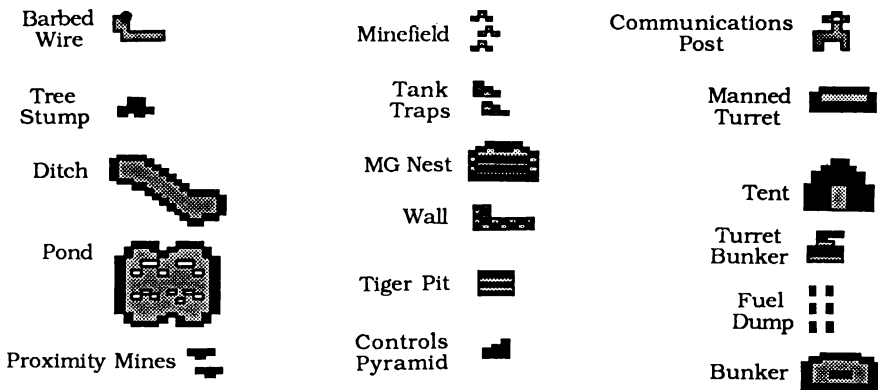 Barbed
Wire
Tree
Stump
Ditch
Pond
Proximity Mines
Minefield
Tank
Traps
MG Nest
Wall
Tiger Pit
Controls
Pyramid
Communications
Post
Manned
Turret
Tent
Turret
Bunker
Fuel
Dump
Bunker